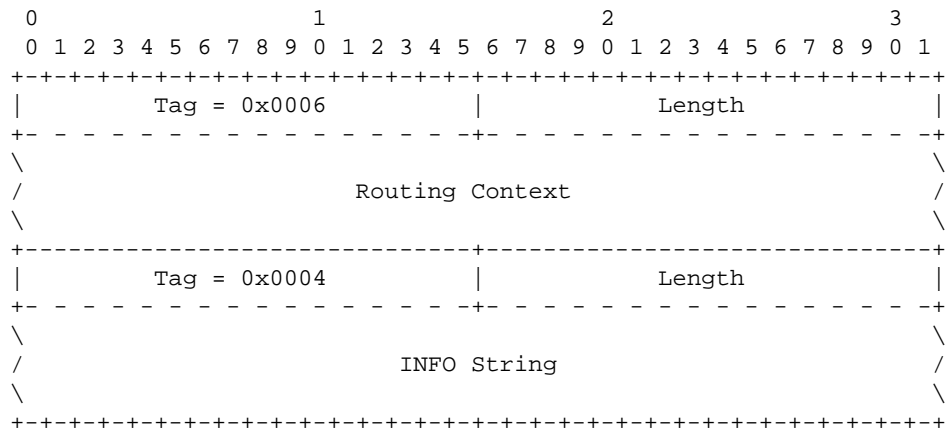 0                   1                   2                   3
 0 1 2 3 4 5 6 7 8 9 0 1 2 3 4 5 6 7 8 9 0 1 2 3 4 5 6 7 8 9 0 1
+-+-+-+-+-+-+-+-+-+-+-+-+-+-+-+-+-+-+-+-+-+-+-+-+-+-+-+-+-+-+-+-+
|         Tag = 0x0006          |            Length             |
+- - - - - - - - - - - - - - - -+- - - - - - - - - - - - - - - -+
\                                                               \
/                       Routing Context                         /
\                                                               \
+-------------------------------+-------------------------------+
|         Tag = 0x0004          |            Length             |
+- - - - - - - - - - - - - - - -+- - - - - - - - - - - - - - - -+
\                                                               \
/                          INFO String                          /
\                                                               \
+-+-+-+-+-+-+-+-+-+-+-+-+-+-+-+-+-+-+-+-+-+-+-+-+-+-+-+-+-+-+-+-+